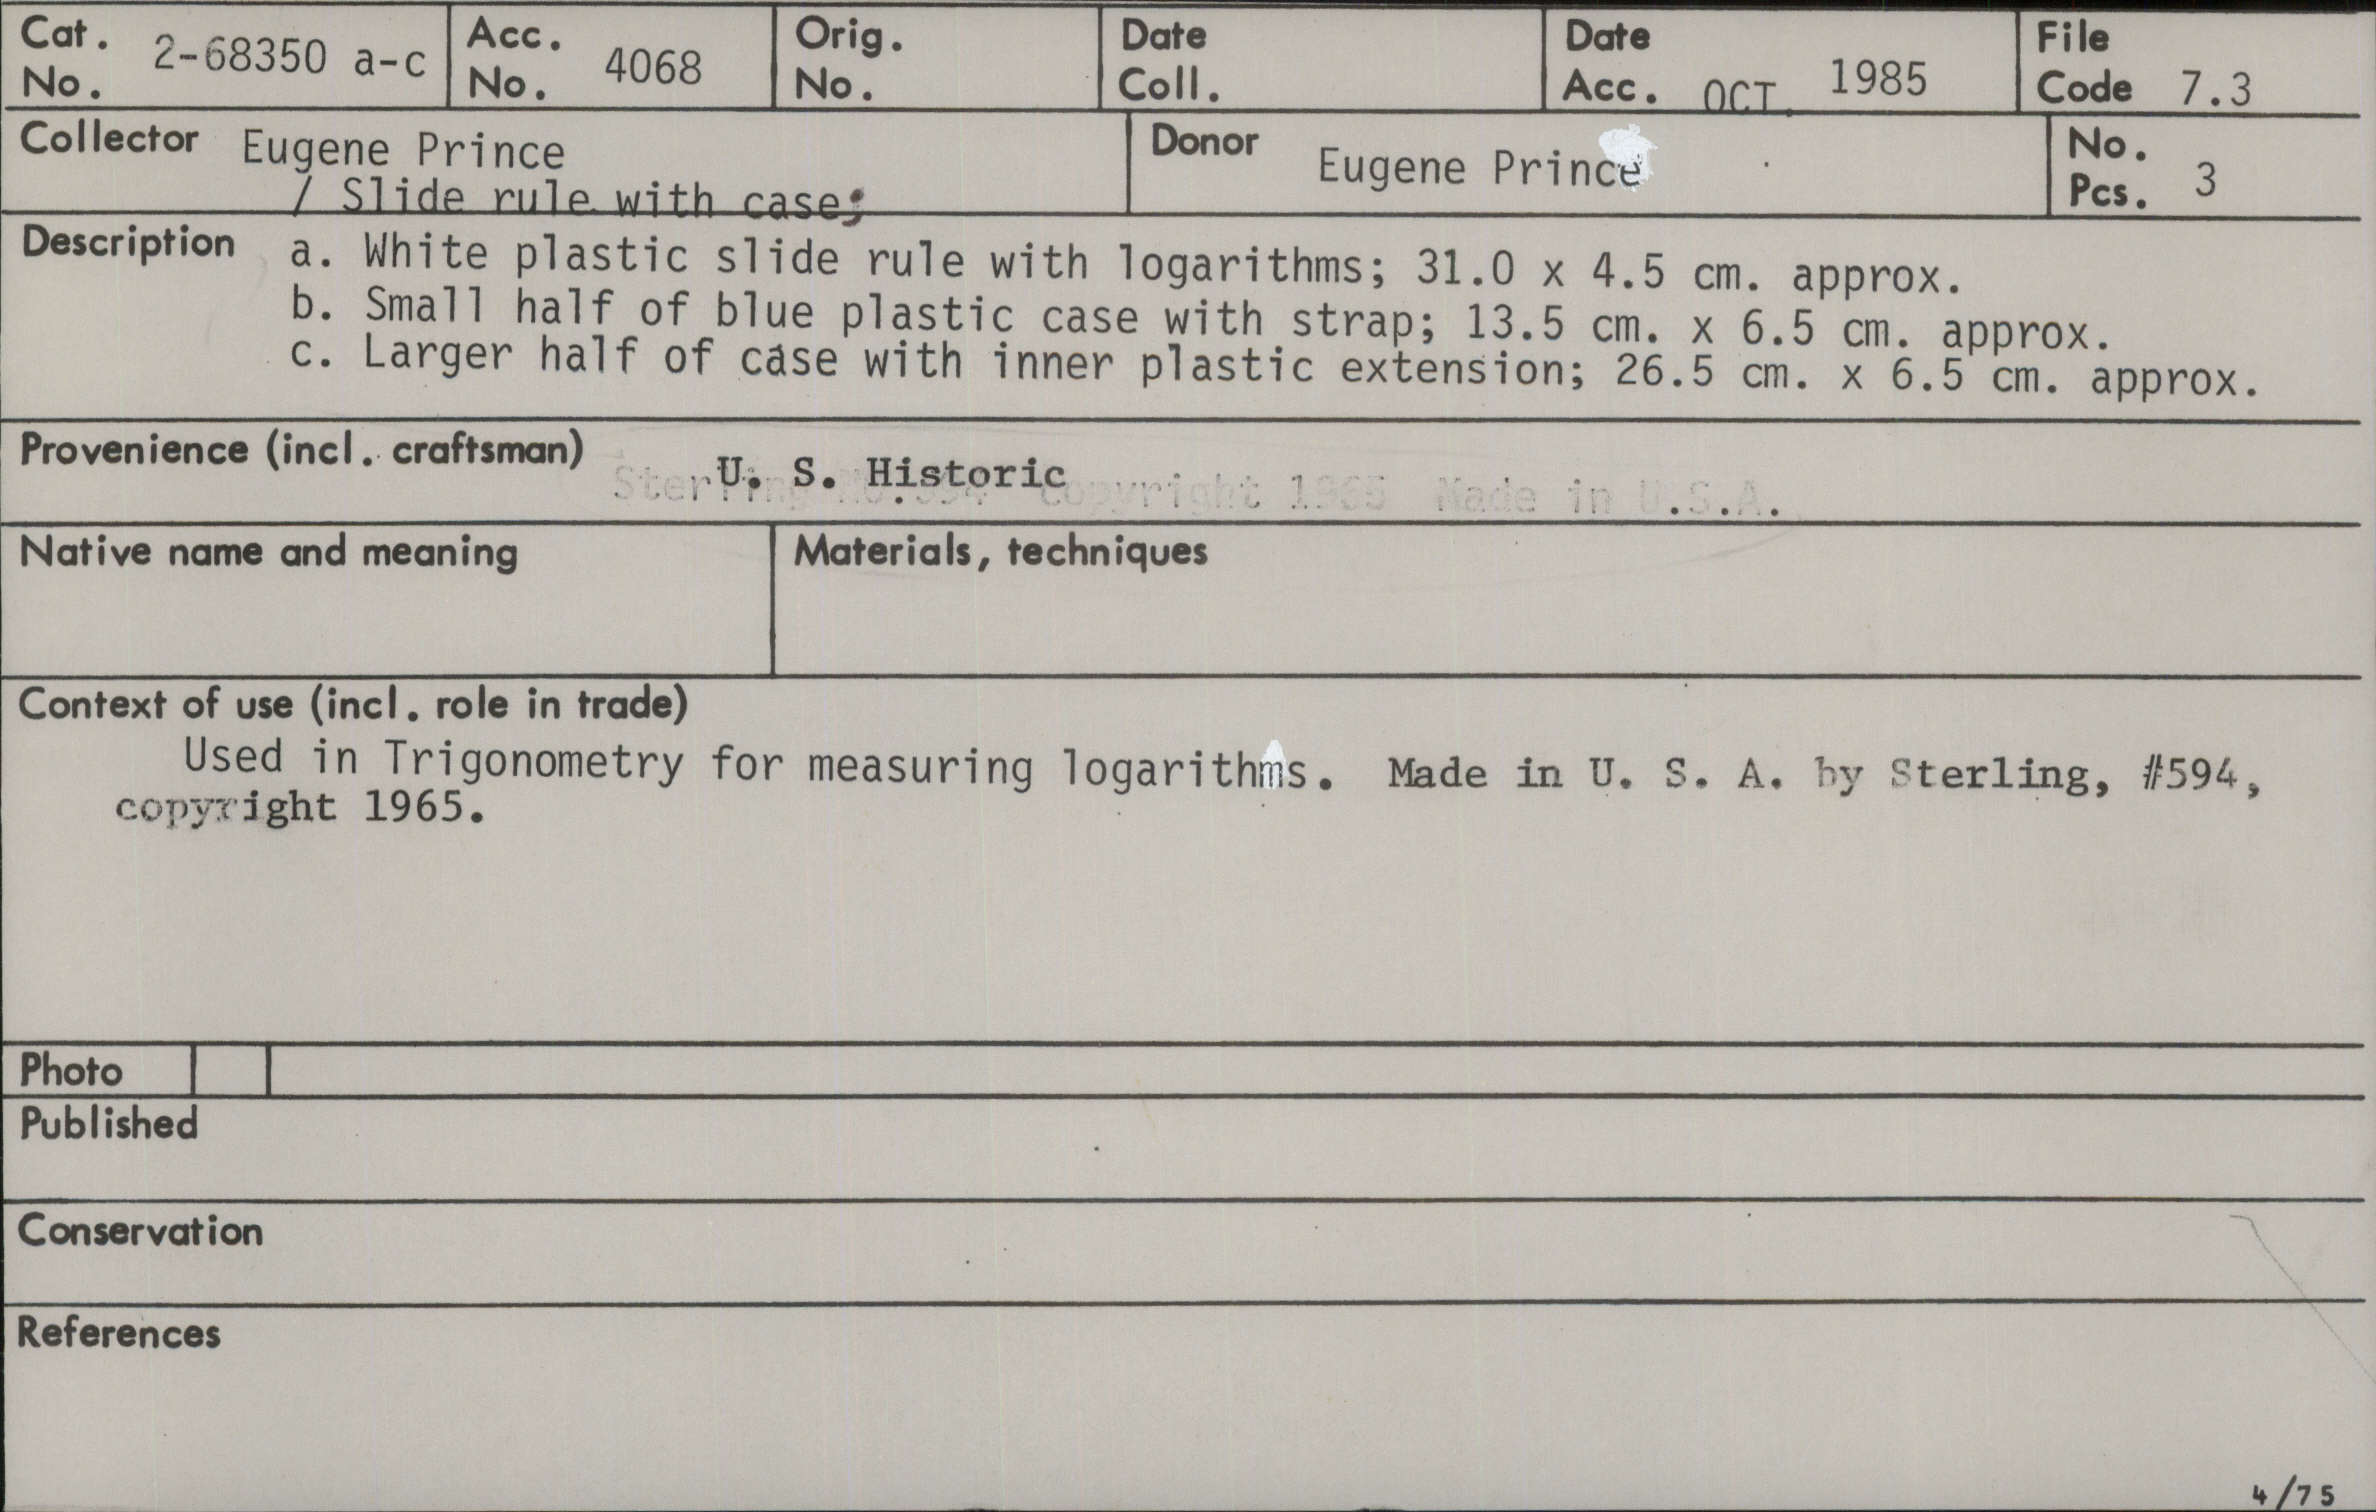 Cat. No. 2-68350 a-c Acc. No. 4068 Orig. No. Date Coll. Date Acc. OCT. 1985 File Code 7.3
Collector Eugene Prince Donor Eugene Prince No. Pcs. 3
/ Slide rule with case;
Description a. White plastic slide rule with logarithms; 31.0 x 4.5 cm. approx.
b. Small half of blue plastic case with strap; 13.5 cm. x 6.5 cm. approx.
c. Larger half of case with inner plastic extension; 26.5 cm. x 6.5 cm. approx.
Provenience (incl. craftsman) U. S. Historic
Sterling No. 594 Copyright 1965 Made in U.S.A.
Native name and meaning Materials, techniques
Context of use (incl. role in trade)
Used in Trigonometry for measuring logarithms. Made in U. S. A. by Sterling, #594,
copyright 1965.
Photo
Published
Conservation
References
4/75